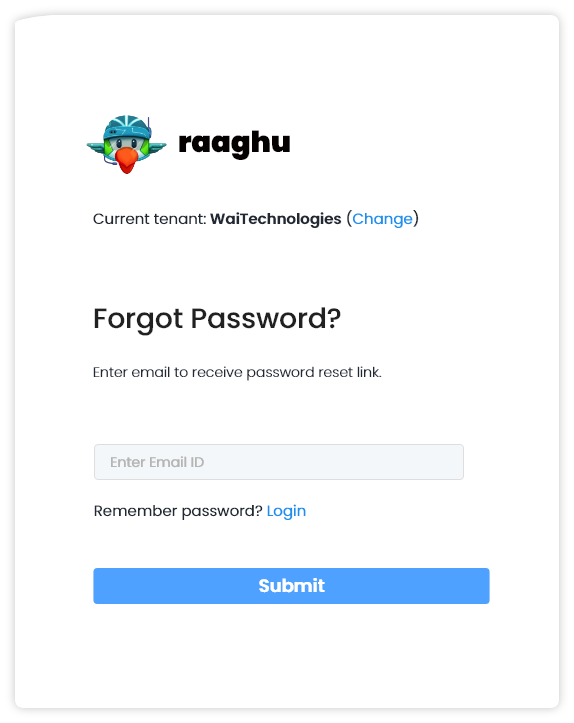 raaghu
Current tenant: WaiTechnologies (Change)
Forgot Password?
Enter email to receive password reset link.
Enter Email ID
Remember password? Login
Submit